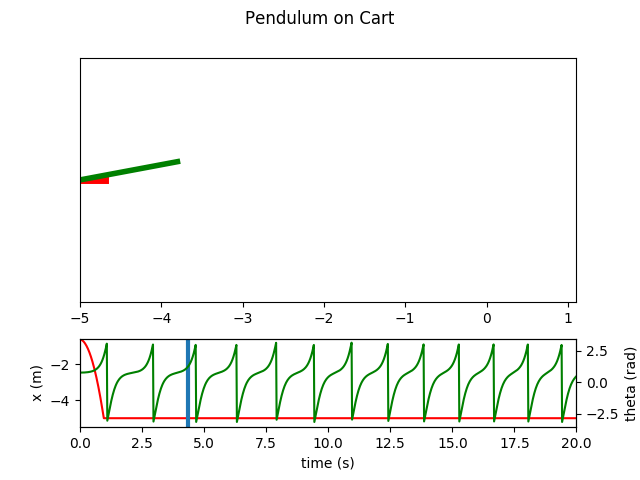 Pendulum on Cart
−5 −4 −3 −2 −1 0 1
x (m)
−2
−4
2.5
0.0
−2.5
theta (rad)
0.0 2.5 5.0 7.5 10.0 12.5 15.0 17.5 20.0
time (s)